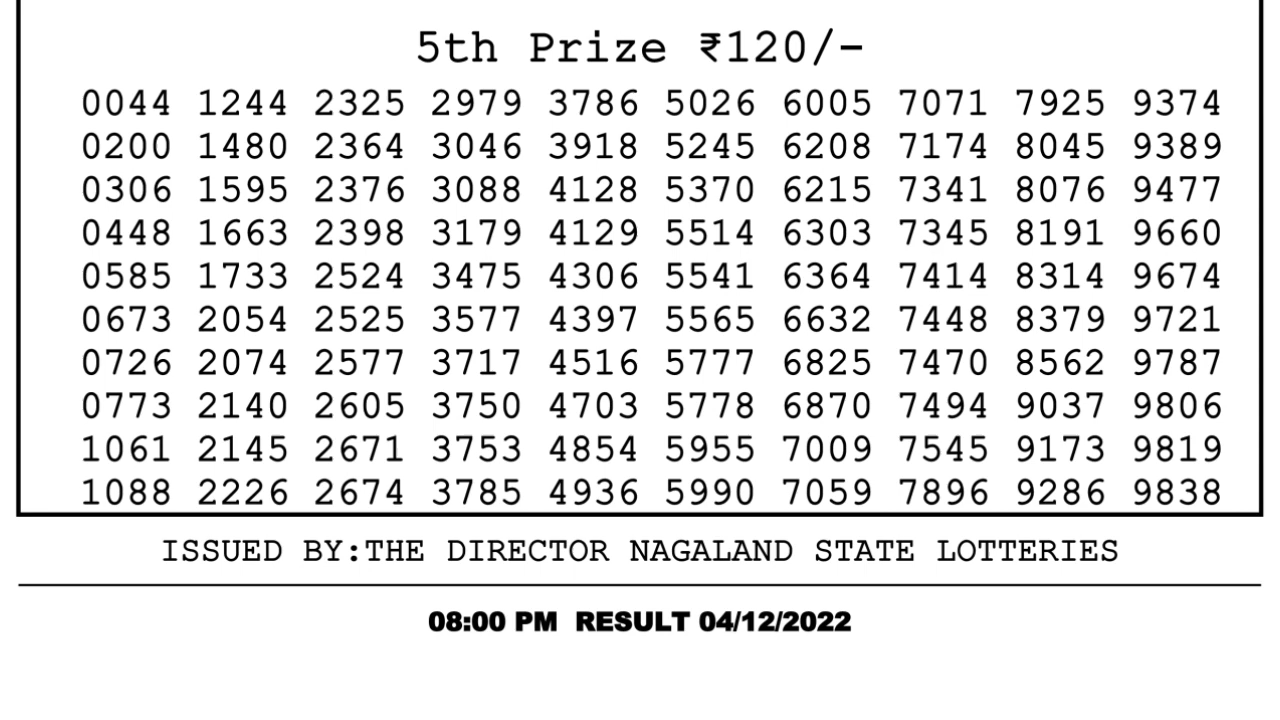 5th Prize ₹120/-
0044 1244 2325 2979 3786 5026 6005 7071 7925 9374
0200 1480 2364 3046 3918 5245 6208 7174 8045 9389
0306 1595 2376 3088 4128 5370 6215 7341 8076 9477
0448 1663 2398 3179 4129 5514 6303 7345 8191 9660
0585 1733 2524 3475 4306 5541 6364 7414 8314 9674
0673 2054 2525 3577 4397 5565 6632 7448 8379 9721
0726 2074 2577 3717 4516 5777 6825 7470 8562 9787
0773 2140 2605 3750 4703 5778 6870 7494 9037 9806
1061 2145 2671 3753 4854 5955 7009 7545 9173 9819
1088 2226 2674 3785 4936 5990 7059 7896 9286 9838
ISSUED BY:THE DIRECTOR NAGALAND STATE LOTTERIES
08:00 PM RESULT 04/12/2022